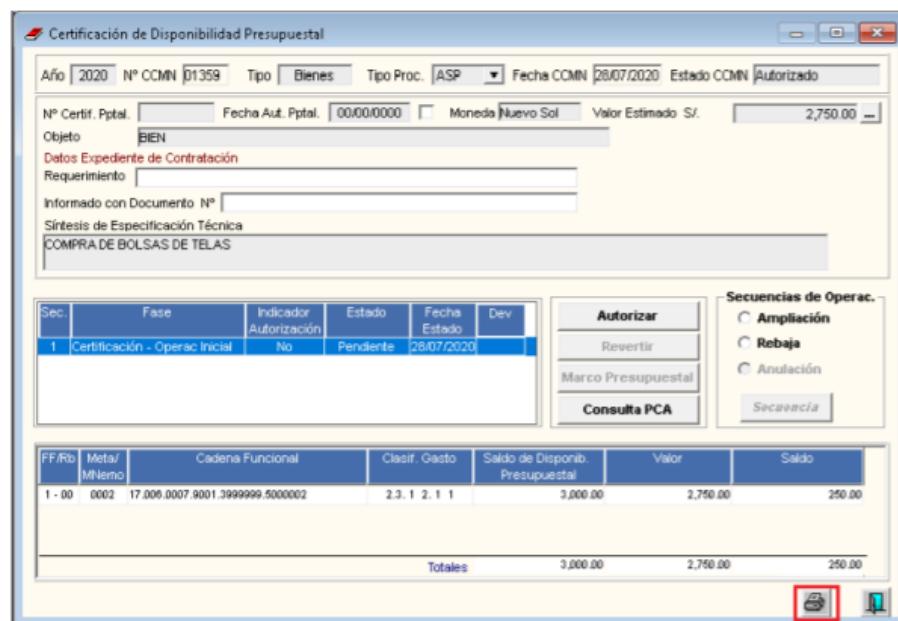 Certificación de Disponibilidad Presupuestal
Año 2020 Nº CCMN 01359 Tipo Bienes Tipo Proc. ASP Fecha CCMN 28/07/2020 Estado CCMN Autorizado
Nº Certif. Pptal. Fecha Aut. Pptal. 00/00/0000 Moneda Nuevo Sol Valor Estimado S/. 2,750.00 ...
Objeto BIEN
Datos Expediente de Contratación
Requerimiento
Informado con Documento Nº
Síntesis de Especificación Técnica
COMPRA DE BOLSAS DE TELAS
Sec. Fase Indicador Autorización Estado Fecha Estado Dev
1 Certificación - Operac Inicial No Pendiente 28/07/2020
Autorizar
Revertir
Marco Presupuestal
Consulta PCA
Secuencias de Operac.
Ampliación
Rebaja
Anulación
Secuencia
FF/Rb Meta/MNemo Cadena Funcional Clasif. Gasto Saldo de Disponib. Presupuestal Valor Saldo
1 - 00 0002 17.006.0007.9001.3999999.5000002 2.3. 1 2. 1 1 3,000.00 2,750.00 250.00
Totales 3,000.00 2,750.00 250.00